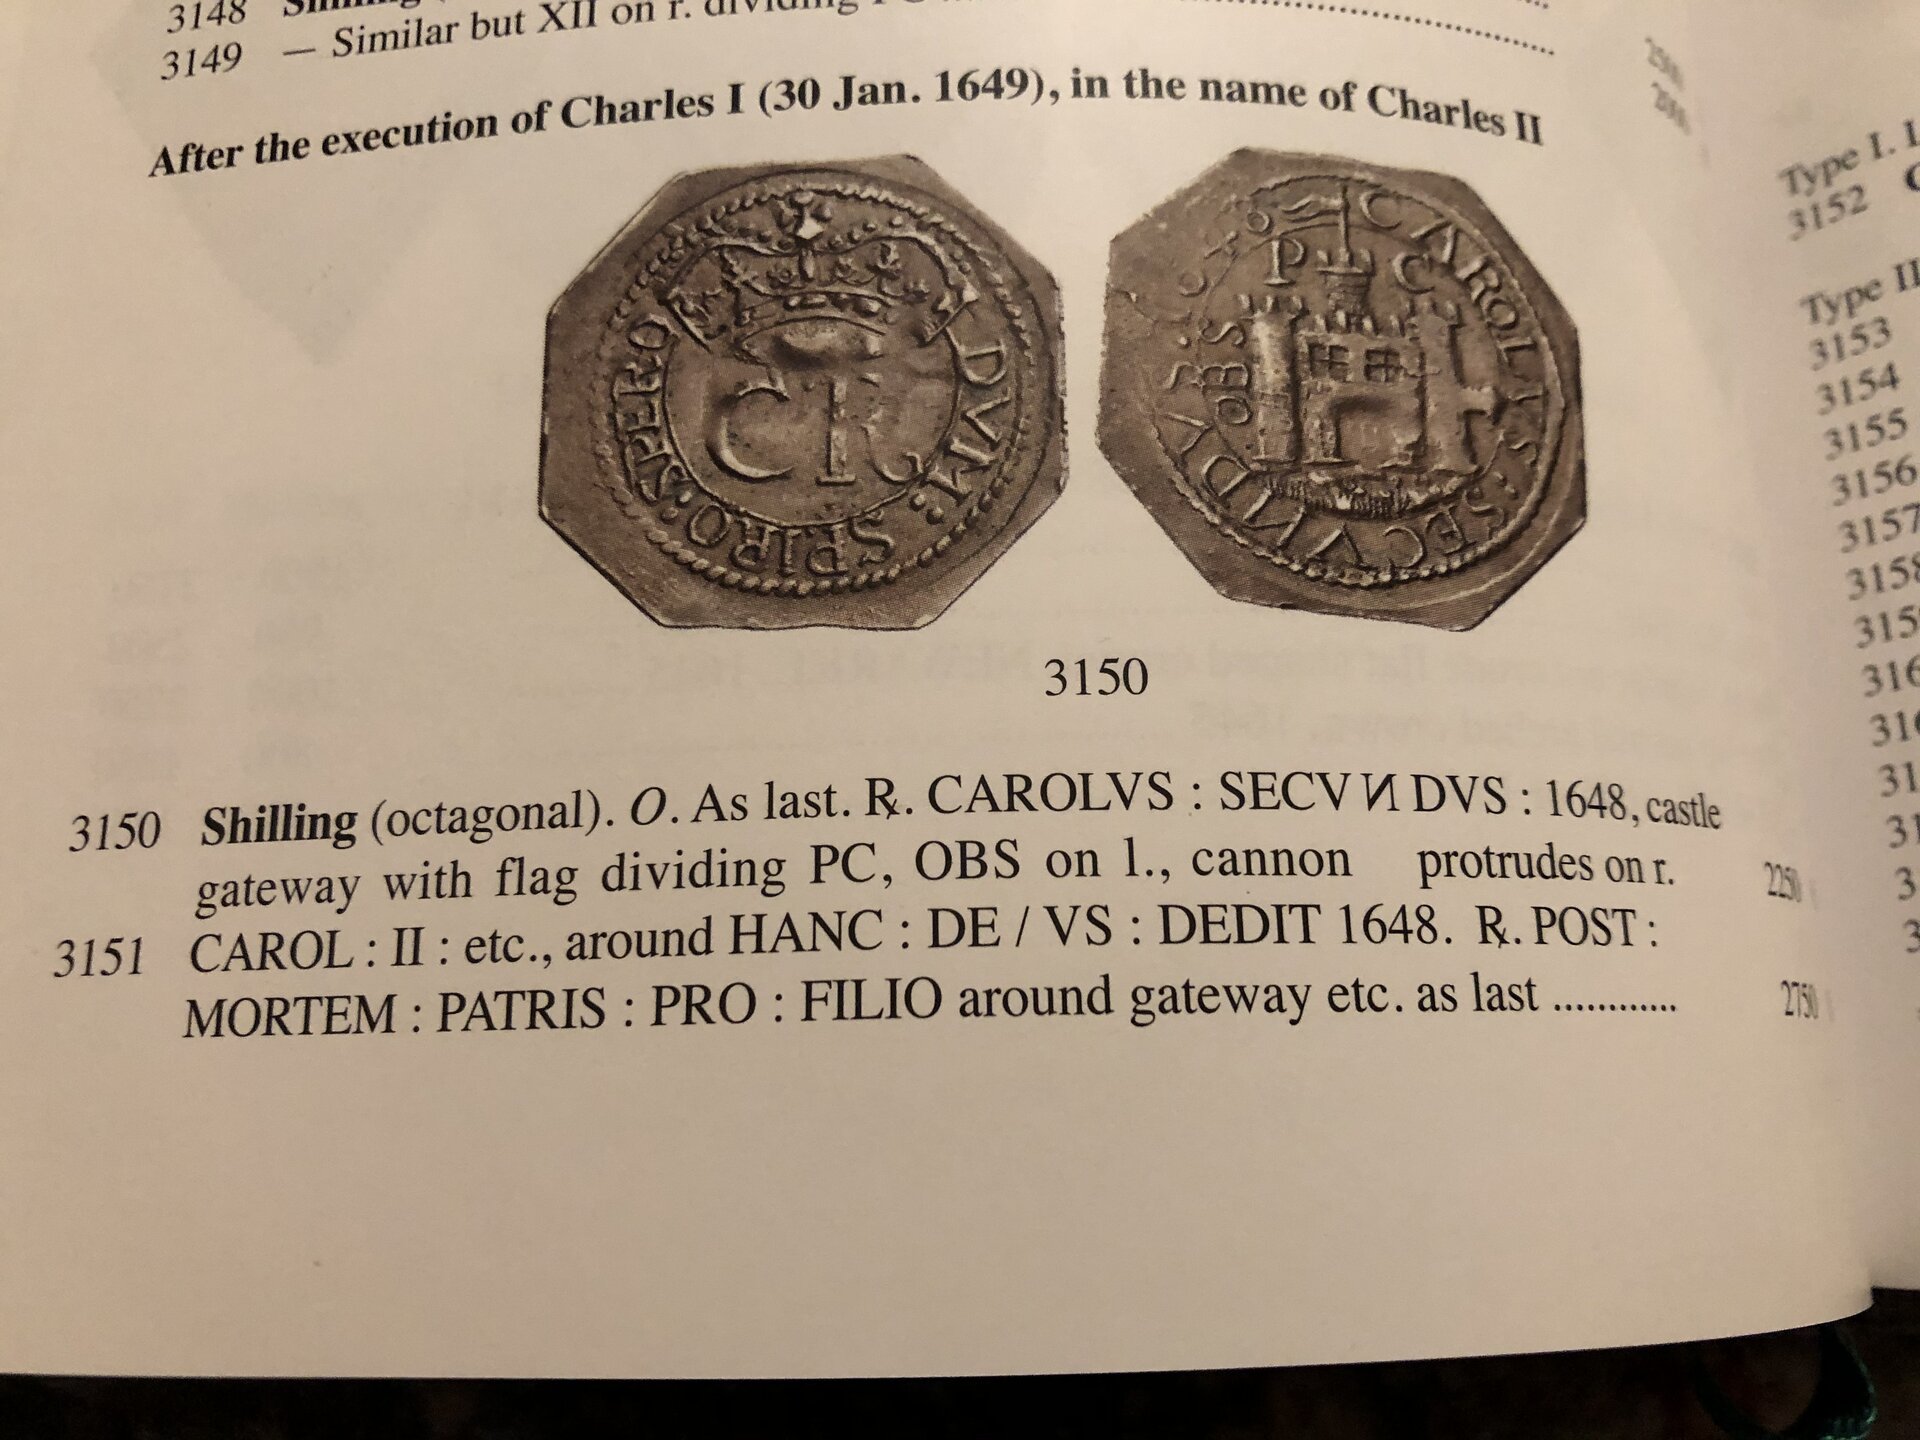 3148
3149 — Similar but XII on r. dividing
After the execution of Charles I (30 Jan. 1649), in the name of Charles II
DVM : SPIRO : SPERO
CR
CAROLVS : SECVИDVS : 1648
P C
OBS
3150
3150 Shilling (octagonal). O. As last. ℞. CAROLVS : SECVИDVS : 1648, castle
gateway with flag dividing PC, OBS on l., cannon protrudes on r. 2250
3151 CAROL : II : etc., around HANC : DE / VS : DEDIT 1648. ℞. POST :
MORTEM : PATRIS : PRO : FILIO around gateway etc. as last ............ 2750
Type I.
3152
Type II
3153
3154
3155
3156
3157
3158